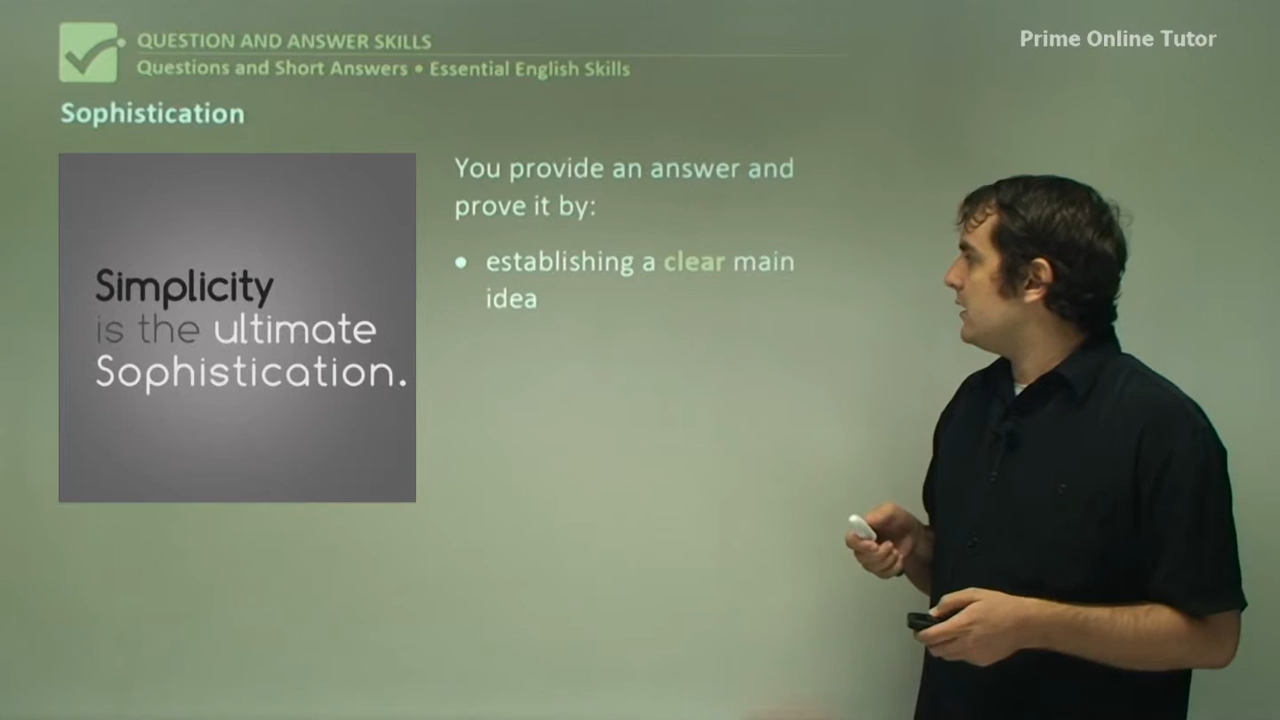 QUESTION AND ANSWER SKILLS
Questions and Short Answers • Essential English Skills
Prime Online Tutor
Sophistication
Simplicity
is the ultimate
Sophistication.
You provide an answer and
prove it by:
• establishing a clear main
idea